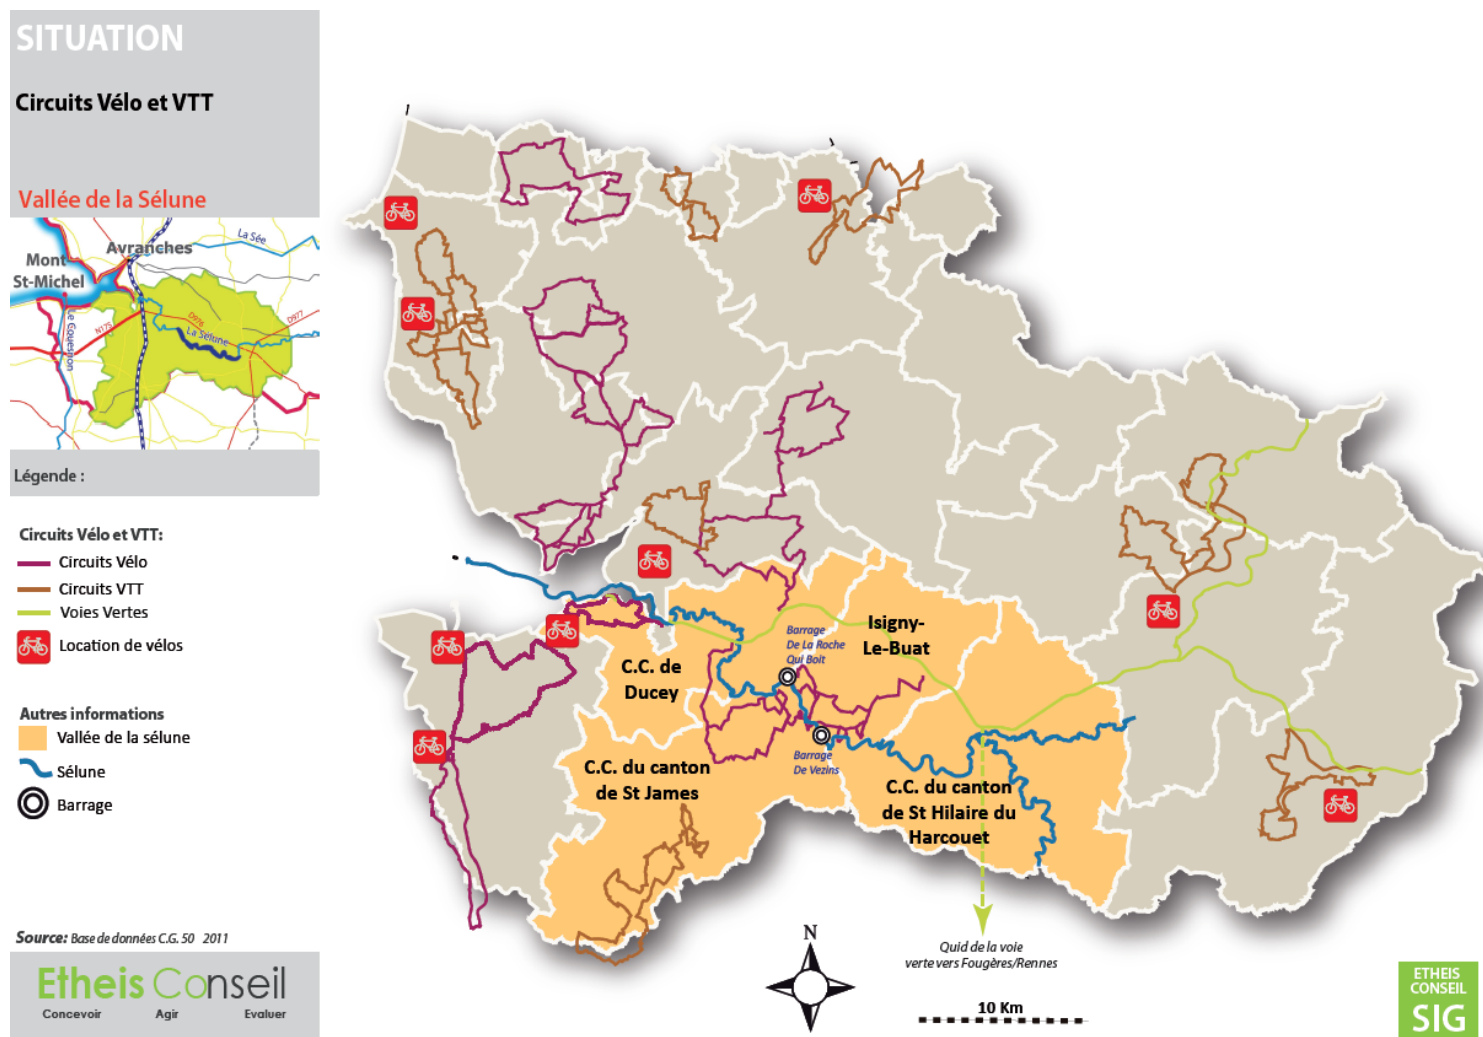 SITUATION
Circuits Vélo et VTT
Vallée de la Sélune
La Sée
Avranches
Mont
St-Michel
Le Couesnon
N175
D976
La Sélune
D977
Légende :
Circuits Vélo et VTT:
Circuits Vélo
Circuits VTT
Voies Vertes
Location de vélos
Autres informations
Vallée de la sélune
Sélune
Barrage
Source: Base de données C.G. 50 2011
Etheis Conseil
Concevoir Agir Evaluer
Isigny-
Le-Buat
Barrage
De La Roche
Qui Boit
C.C. de
Ducey
Barrage
De Vezins
C.C. du canton
de St James
C.C. du canton
de St Hilaire du
Harcouet
Quid de la voie
verte vers Fougères/Rennes
N
10 Km
ETHEIS
CONSEIL
SIG